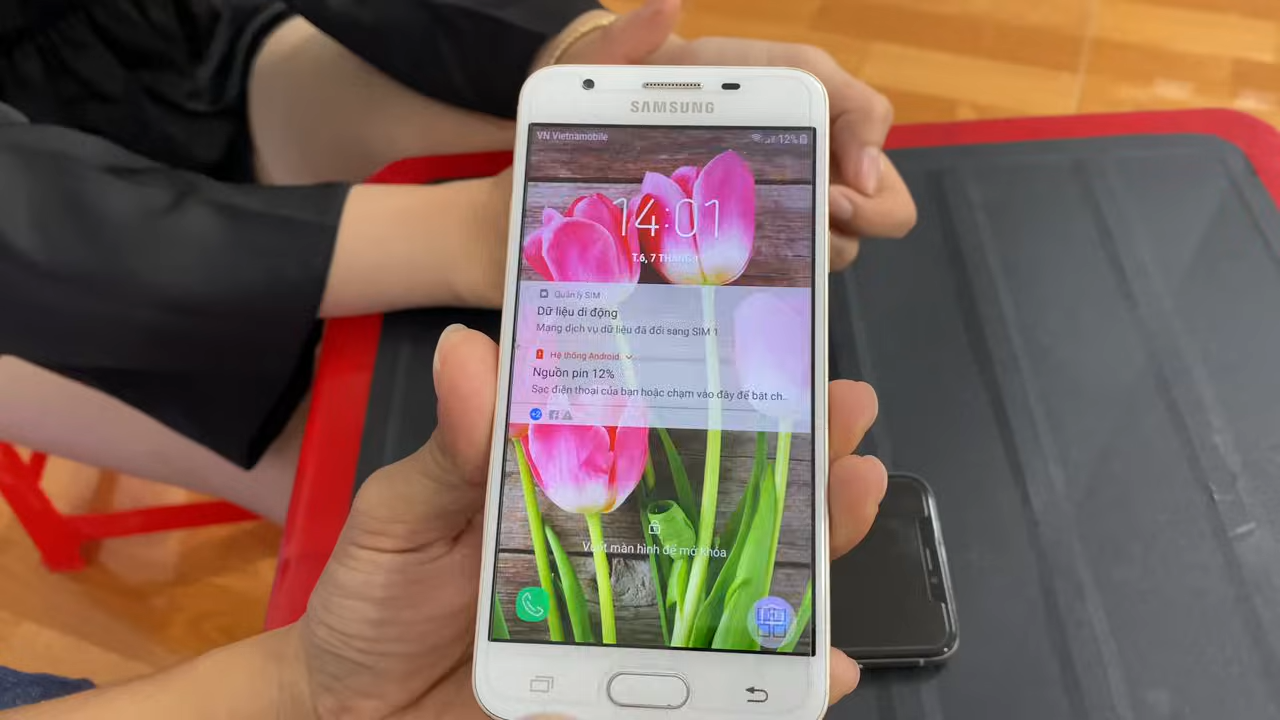 SAMSUNG
VN Vietnamobile
12%
14:01
T.6, 7 THÁNG
Quản lý SIM
Dữ liệu di động
Mạng dịch vụ dữ liệu đã đổi sang SIM 1
Hệ thống Android
Nguồn pin 12%
Sạc điện thoại của bạn hoặc chạm vào đây để bật ch..
+2
Vuốt màn hình để mở khóa